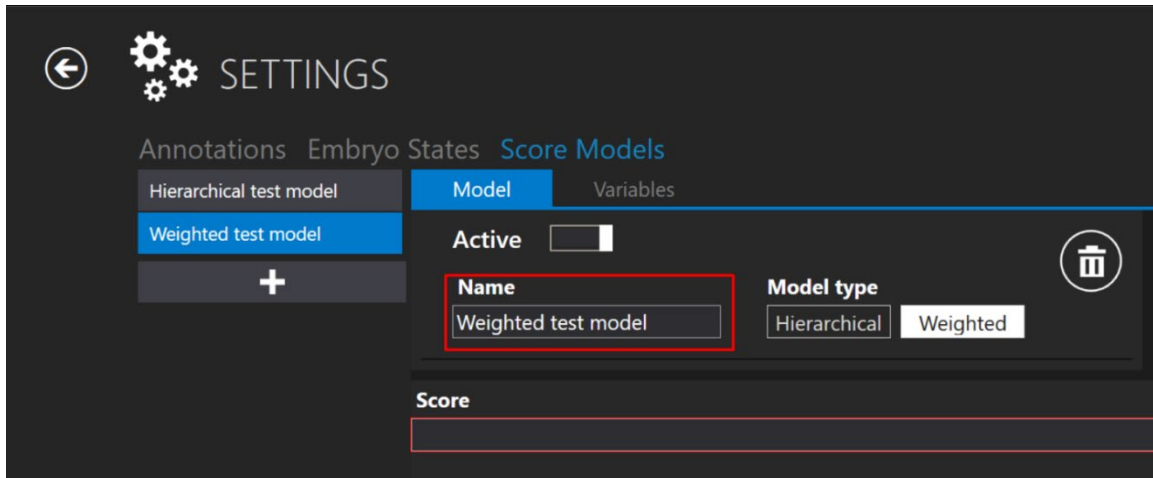 SETTINGS
Annotations Embryo States Score Models
Hierarchical test model
Weighted test model
Model Variables
Active
Name
Weighted test model
Model type
Hierarchical Weighted
Score